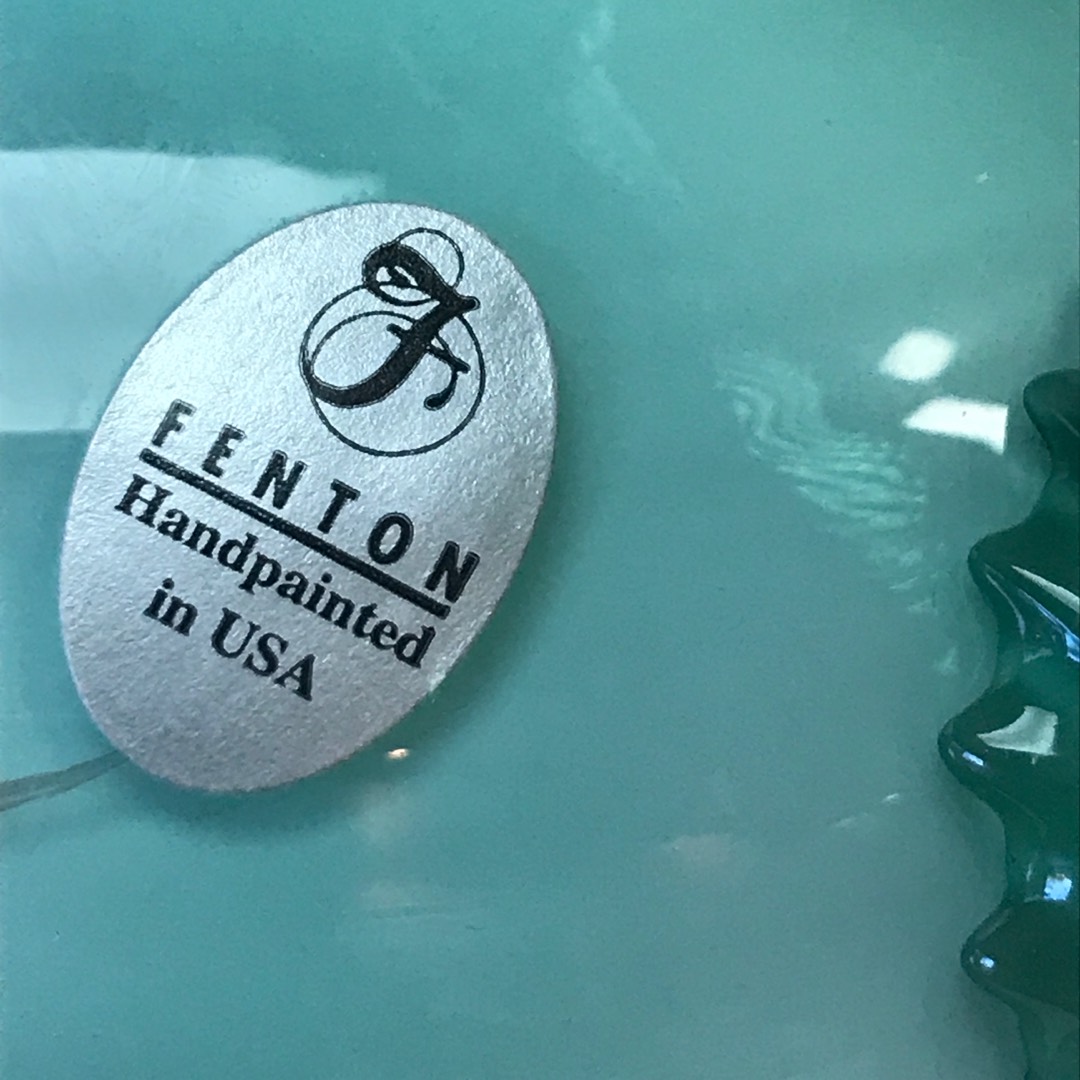 F
FENTON
Handpainted
in USA